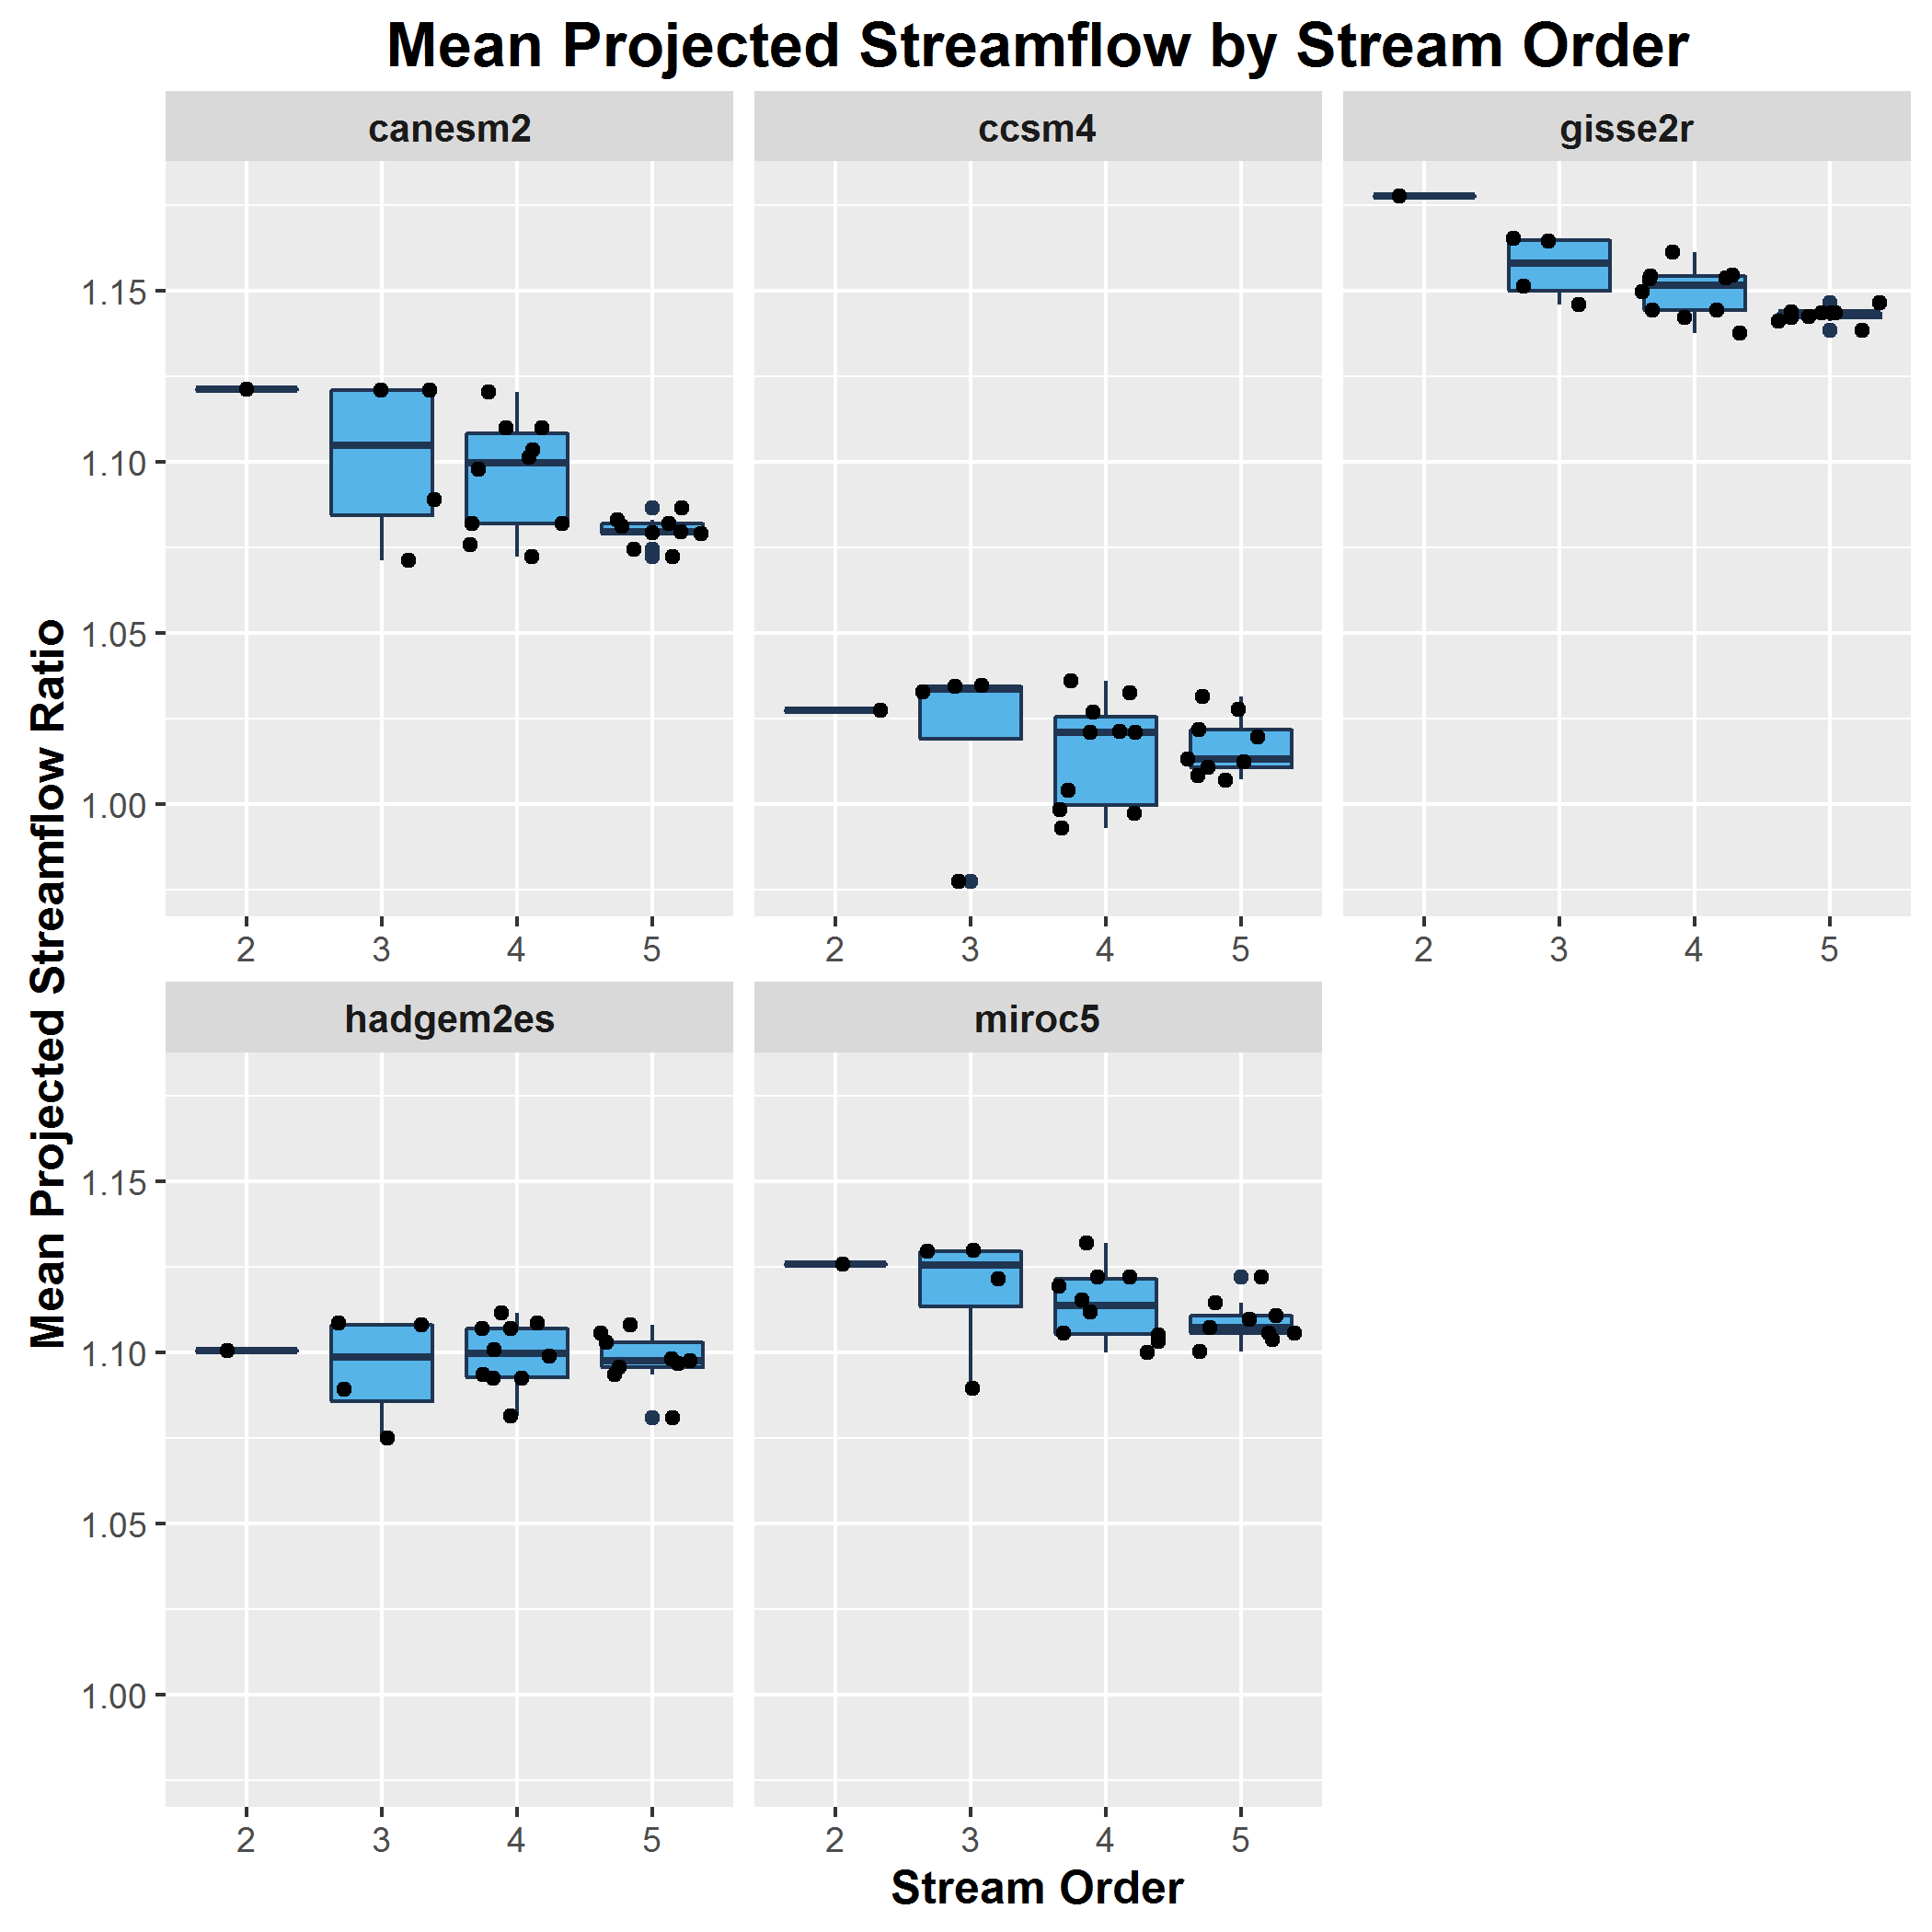 Mean Projected Streamflow by Stream Order
canesm2
ccsm4
gisse2r
1.15
1.10
1.05
1.00
2 3 4 5
2 3 4 5
2 3 4 5
Mean Projected Streamflow Ratio
hadgem2es
miroc5
1.15
1.10
1.05
1.00
2 3 4 5
2 3 4 5
Stream Order